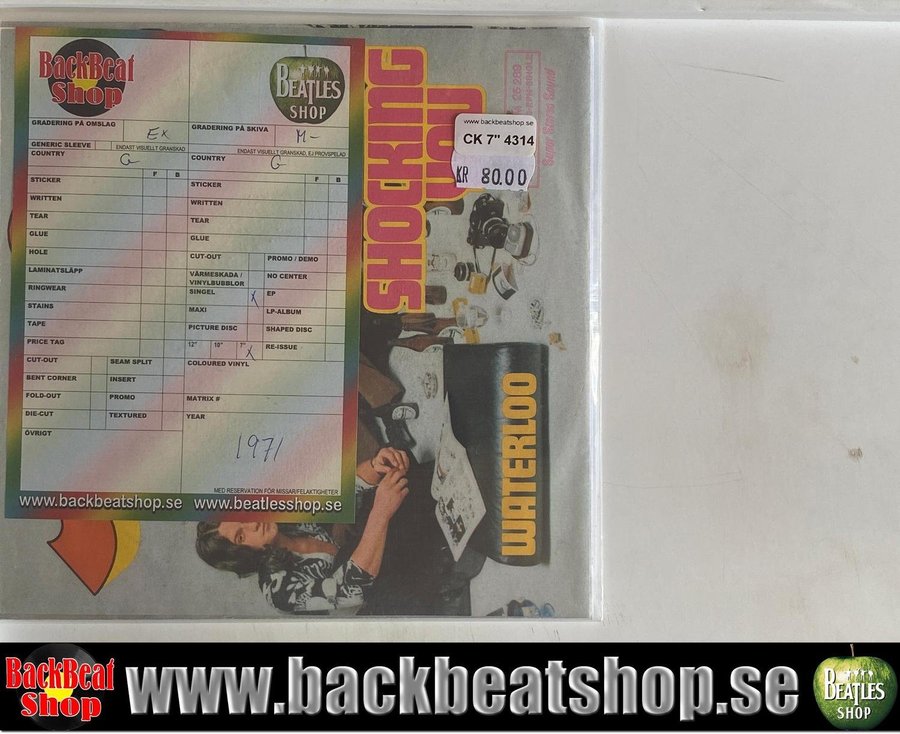 BackBeat
Shop
BEATLES
SHOP
GRADERING PÅ OMSLAG
Ex
GRADERING PÅ SKIVA
M-
GENERIC SLEEVE
ENDAST VISUELLT GRANSKAD
ENDAST VISUELLT GRANSKAD, EJ PROVSPELAD
COUNTRY
G
COUNTRY
G
F B
F B
STICKER
WRITTEN
TEAR
GLUE
HOLE
LAMINATSLÄPP
RINGWEAR
STAINS
TAPE
PRICE TAG
CUT-OUT
SEAM SPLIT
BENT CORNER
INSERT
FOLD-OUT
PROMO
DIE-CUT
TEXTURED
ÖVRIGT
STICKER
WRITTEN
TEAR
GLUE
CUT-OUT
PROMO / DEMO
VÄRMESKADA /
VINYLBUBBLOR
NO CENTER
SINGEL
X
EP
MAXI
LP-ALBUM
PICTURE DISC
SHAPED DISC
12" 10" 7"
X
RE-ISSUE
COLOURED VINYL
MATRIX #
YEAR
1971
MED RESERVATION FÖR MISSAR/FELAKTIGHETER
www.backbeatshop.se www.beatlesshop.se
SHOCKING
YOU
WATERLOO
www.backbeatshop.se
CK 7" 4314
KR 80.00
BackBeat
Shop
www.backbeatshop.se
BEATLES
SHOP